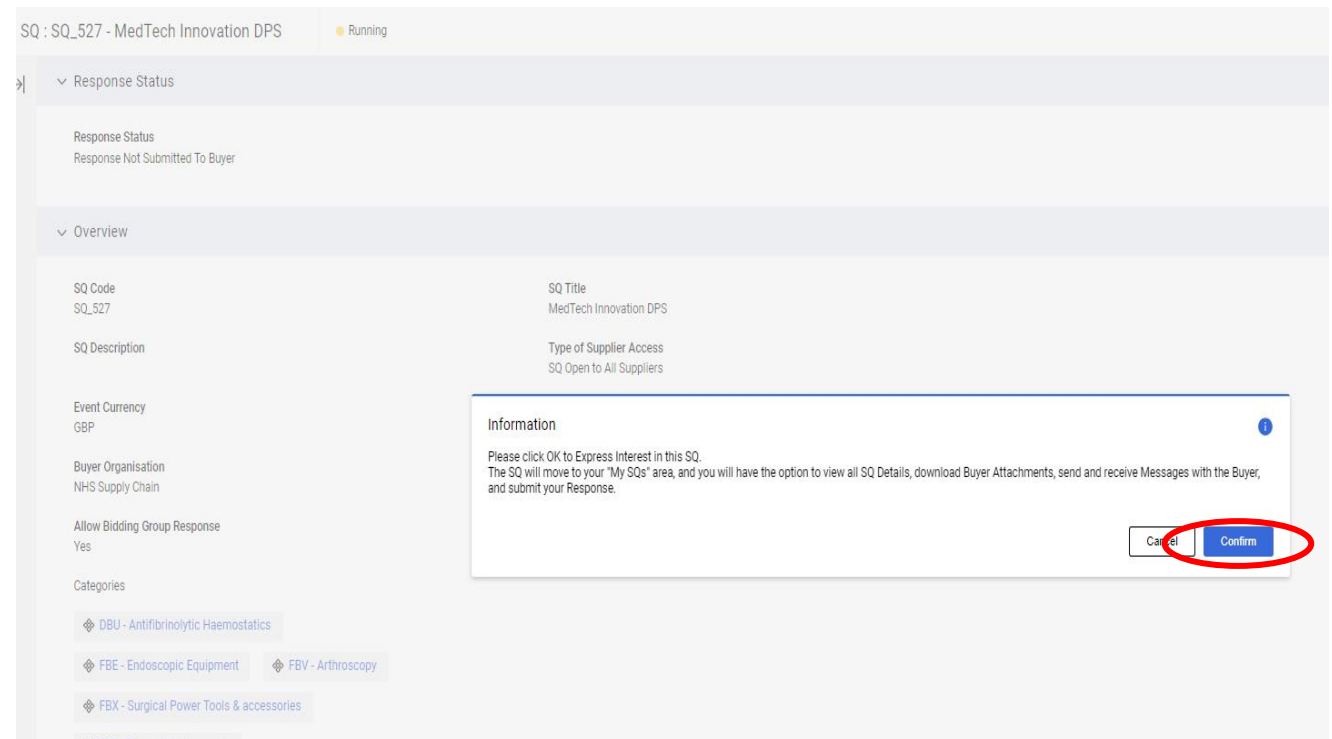 SQ : SQ_527 - MedTech Innovation DPS Running
Response Status
Response Status
Response Not Submitted To Buyer
Overview
SQ Code
SQ_527
SQ Title
MedTech Innovation DPS
SQ Description
Type of Supplier Access
SQ Open to All Suppliers
Event Currency
GBP
Buyer Organisation
NHS Supply Chain
Allow Bidding Group Response
Yes
Categories
DBU - Antifibrinolytic Haemostatics
FBE - Endoscopic Equipment FBV - Arthroscopy
FBX - Surgical Power Tools & accessories
Information
Please click OK to Express Interest in this SQ.
The SQ will move to your "My SQs" area, and you will have the option to view all SQ Details, download Buyer Attachments, send and receive Messages with the Buyer,
and submit your Response.
Cancel Confirm